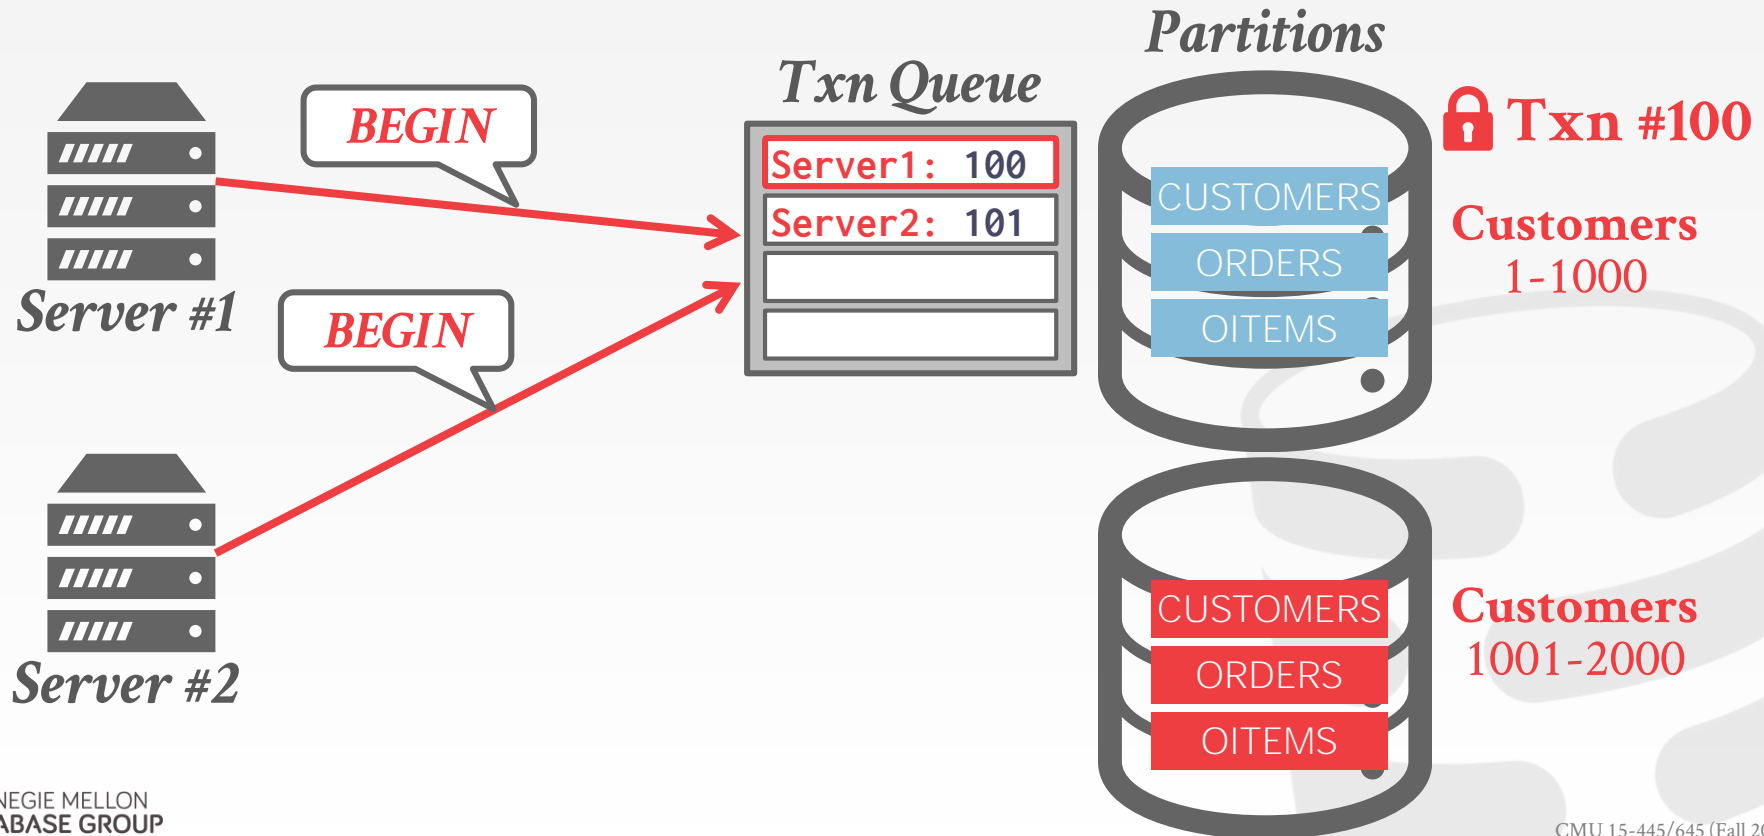 Partitions
Txn Queue
BEGIN
Server1: 100
Server2: 101
Server #1
BEGIN
Server #2
CUSTOMERS
ORDERS
OITEMS
Txn #100
Customers
1-1000
CUSTOMERS
ORDERS
OITEMS
Customers
1001-2000
NEGIE MELLON
ABASE GROUP
CMU 15-445/645 (Fall 20